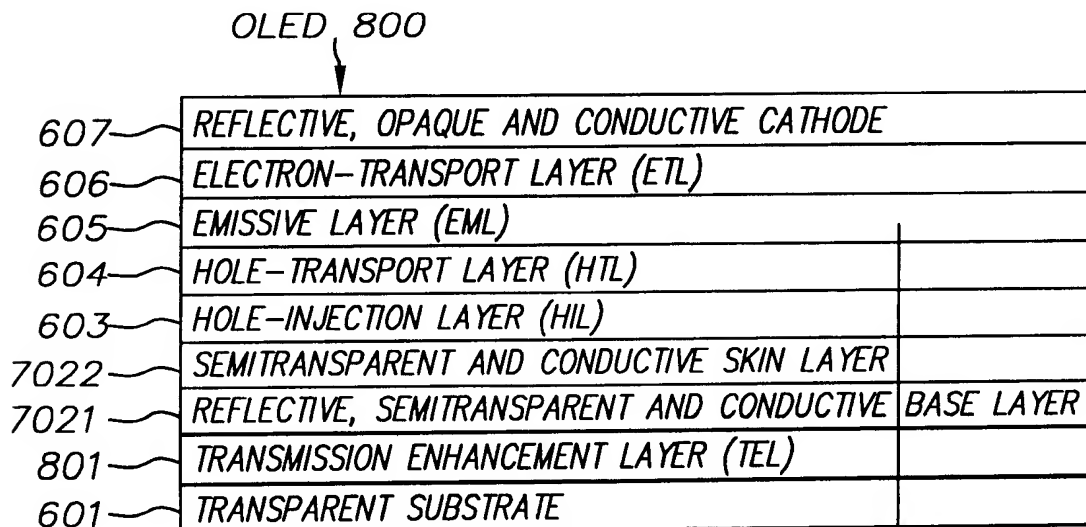 OLED 800
607 REFLECTIVE, OPAQUE AND CONDUCTIVE CATHODE
606 ELECTRON-TRANSPORT LAYER (ETL)
605 EMISSIVE LAYER (EML)
604 HOLE-TRANSPORT LAYER (HTL)
603 HOLE-INJECTION LAYER (HIL)
7022 SEMITRANSPARENT AND CONDUCTIVE SKIN LAYER
7021 REFLECTIVE, SEMITRANSPARENT AND CONDUCTIVE BASE LAYER
801 TRANSMISSION ENHANCEMENT LAYER (TEL)
601 TRANSPARENT SUBSTRATE